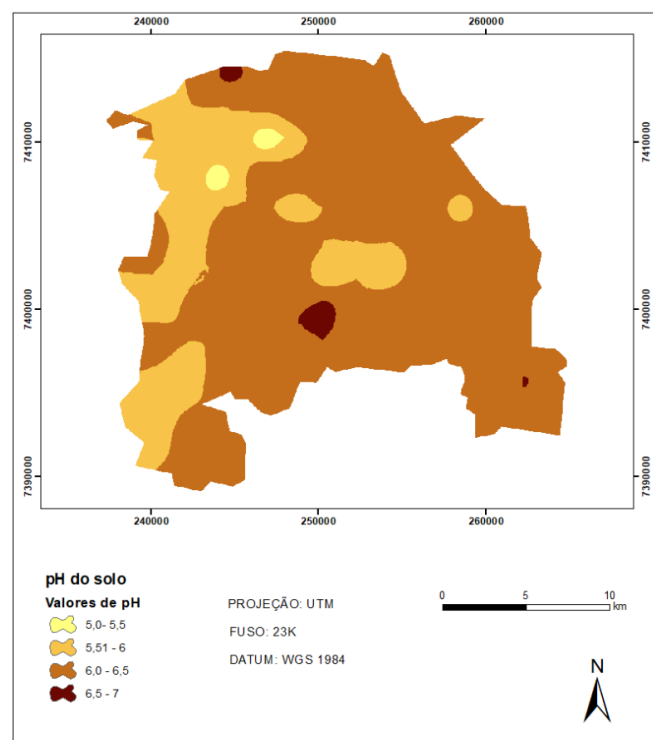 240000 250000 260000
7410000 7410000
7400000 7400000
7390000 7390000
240000 250000 260000
pH do solo
Valores de pH
5,0- 5,5
5,51 - 6
6,0 - 6,5
6,5 - 7
PROJEÇÃO: UTM
FUSO: 23K
DATUM: WGS 1984
0 5 10
km
N